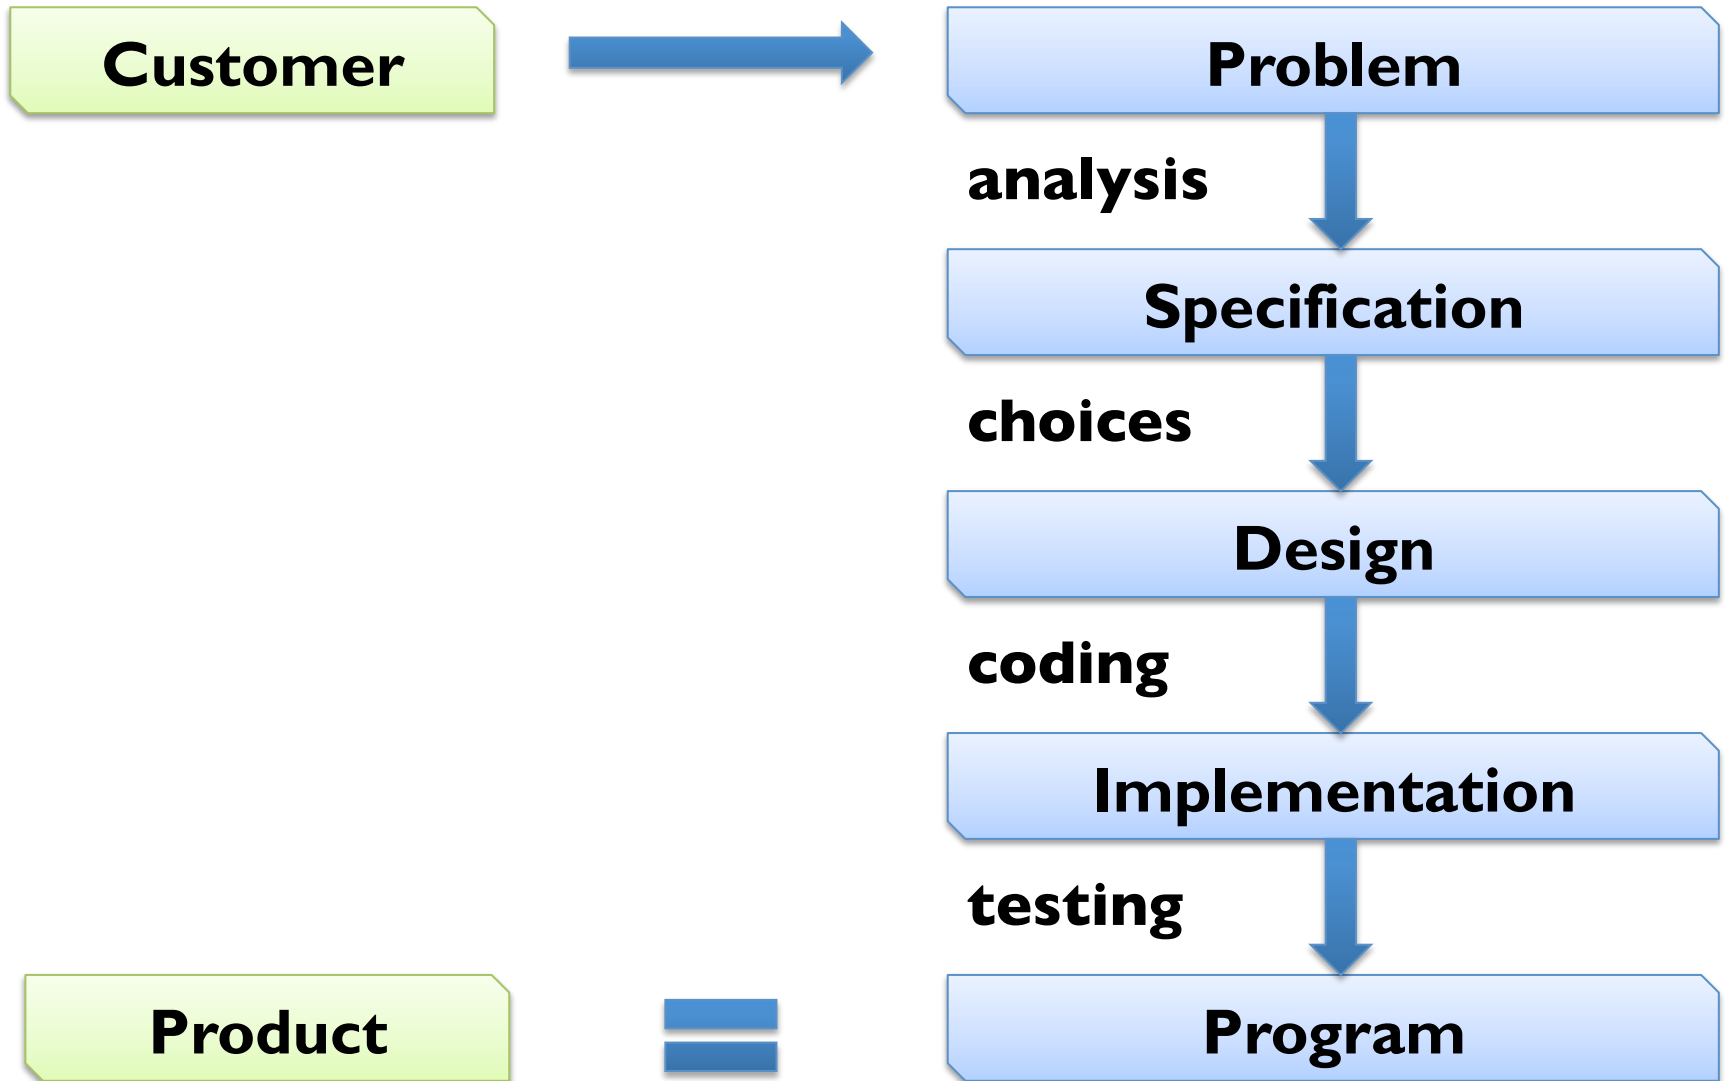 Customer
Problem
analysis
Specification
choices
Design
coding
Implementation
testing
Product
Program